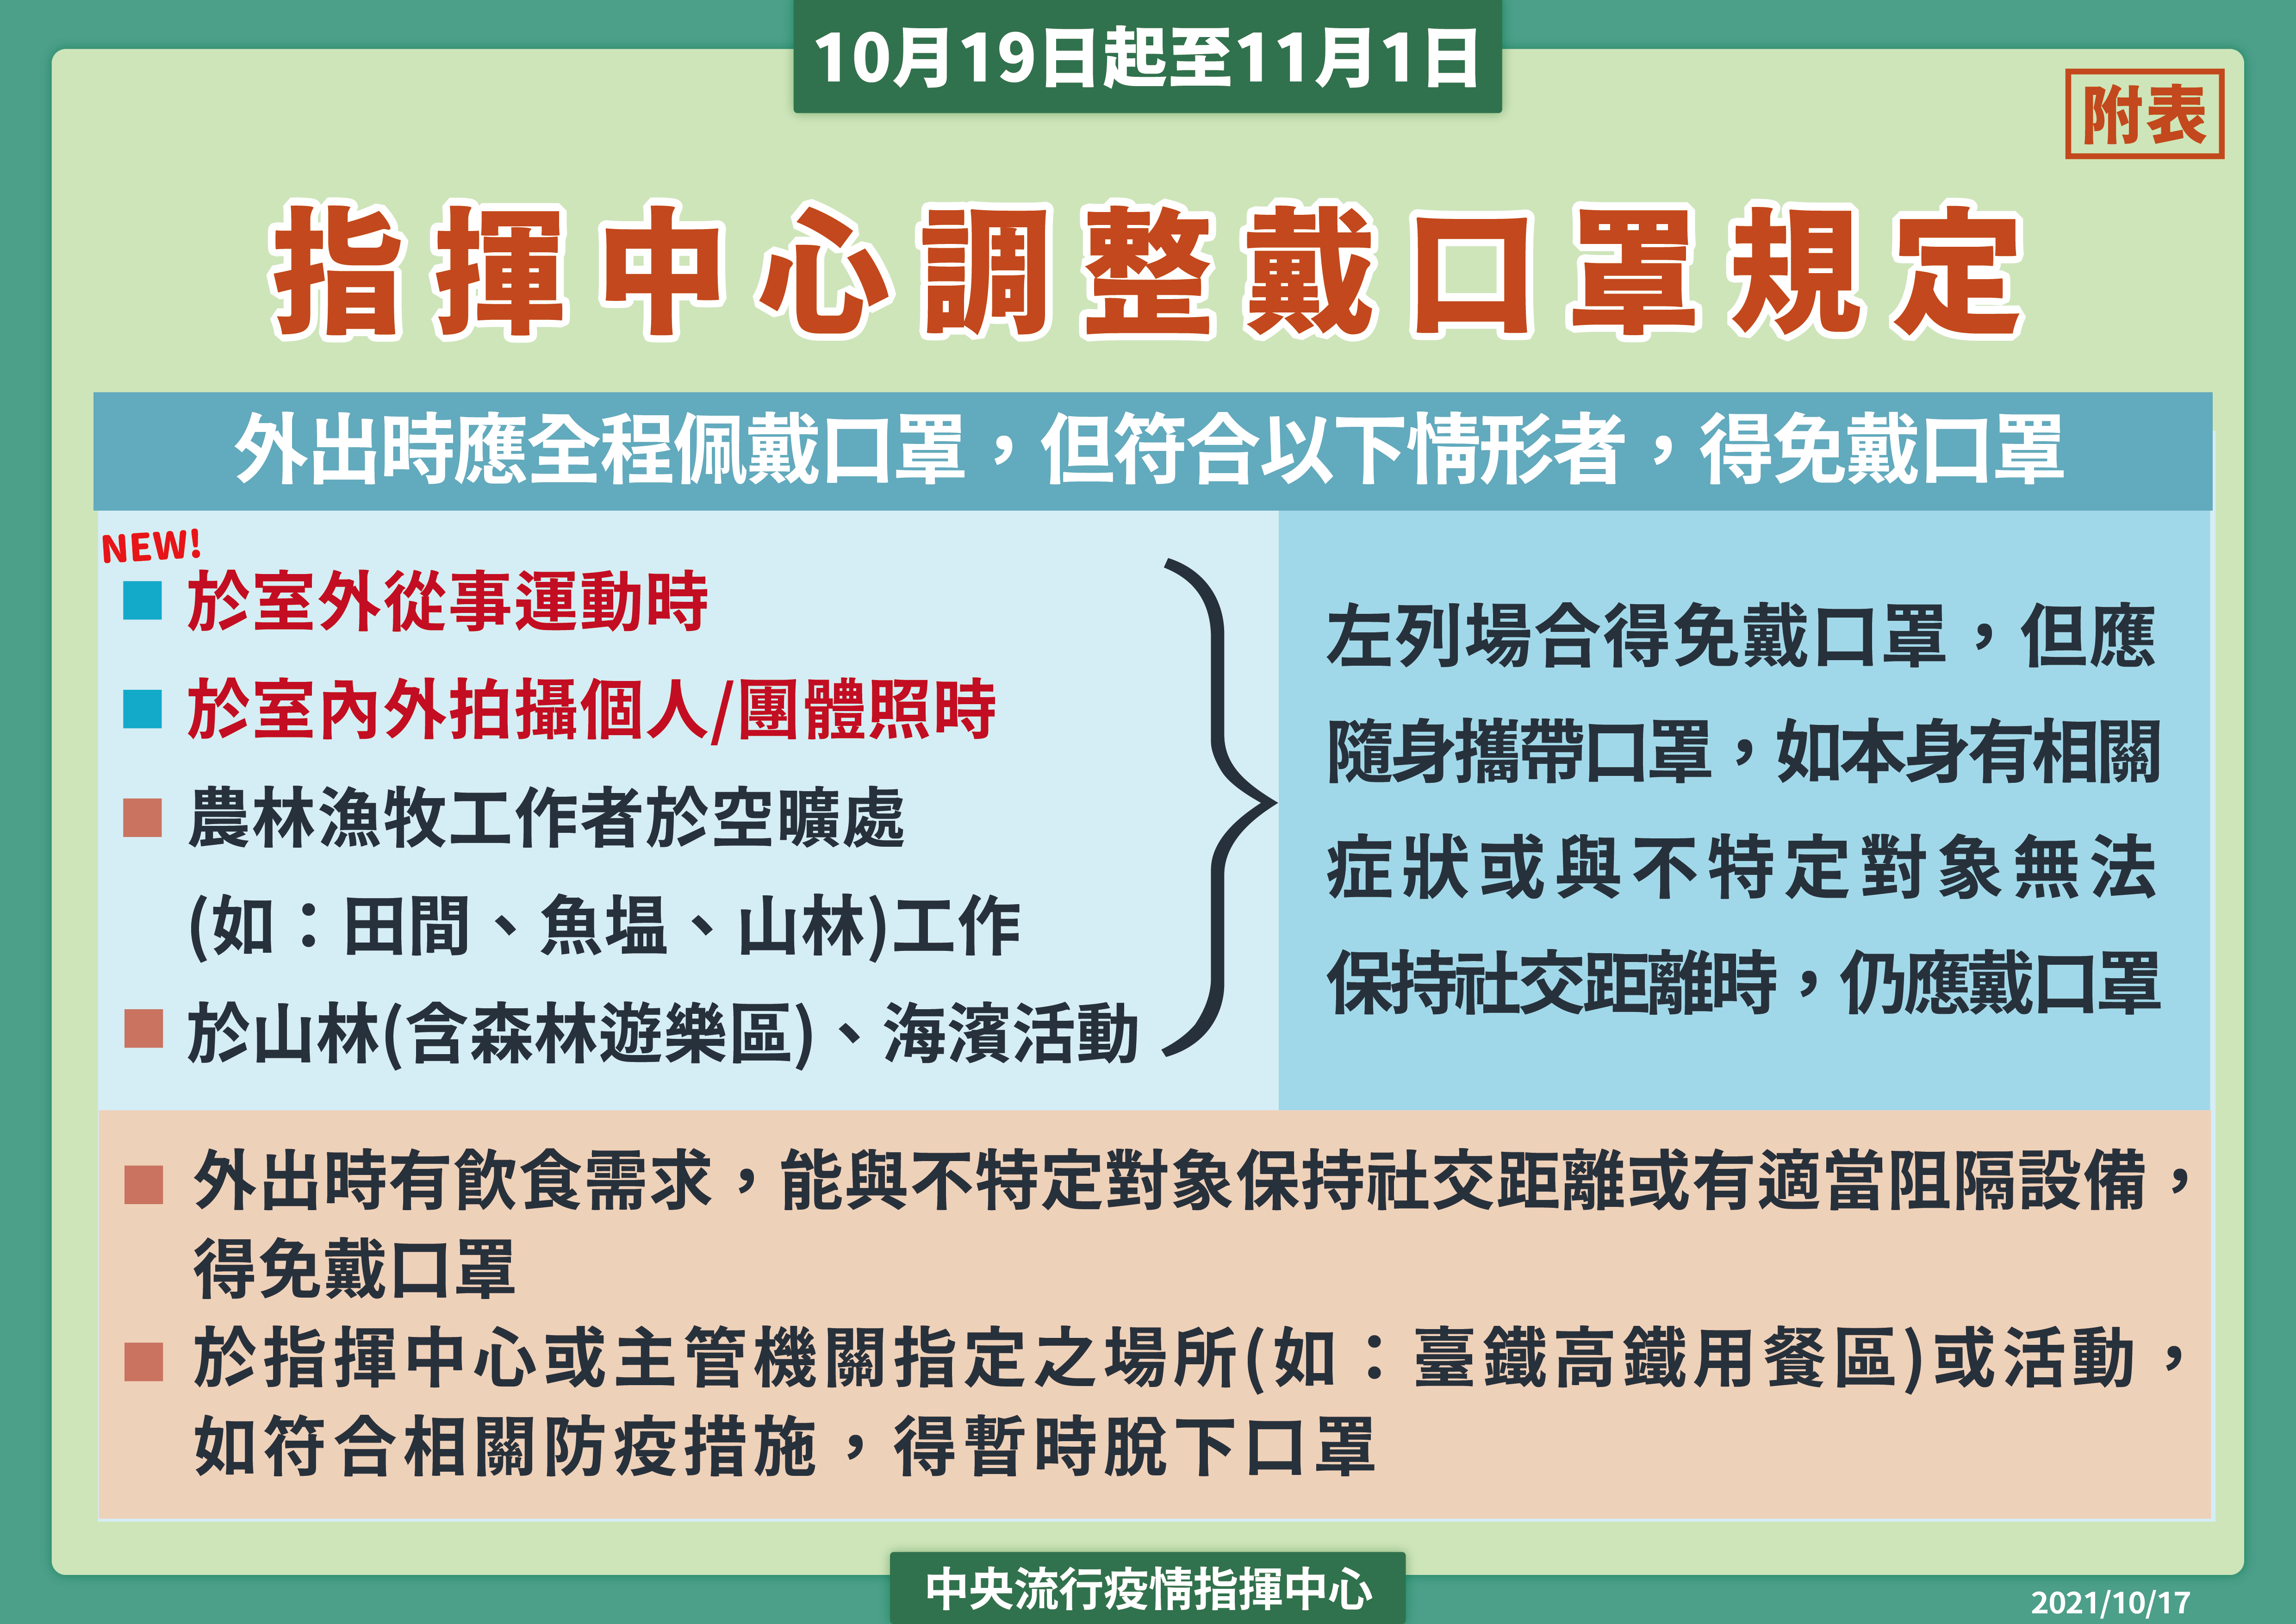 10月19日起至11月1日
附表
指揮中心調整戴口罩規定
外出時應全程佩戴口罩，但符合以下情形者，得免戴口罩
NEW!
於室外從事運動時
於室內外拍攝個人/團體照時
農林漁牧工作者於空曠處
(如：田間、魚塭、山林)工作
於山林(含森林遊樂區)、海濱活動
左列場合得免戴口罩，但應
隨身攜帶口罩，如本身有相關
症狀或與不特定對象無法
保持社交距離時，仍應戴口罩
外出時有飲食需求，能與不特定對象保持社交距離或有適當阻隔設備，
得免戴口罩
於指揮中心或主管機關指定之場所(如：臺鐵高鐵用餐區)或活動，
如符合相關防疫措施，得暫時脫下口罩
中央流行疫情指揮中心
2021/10/17